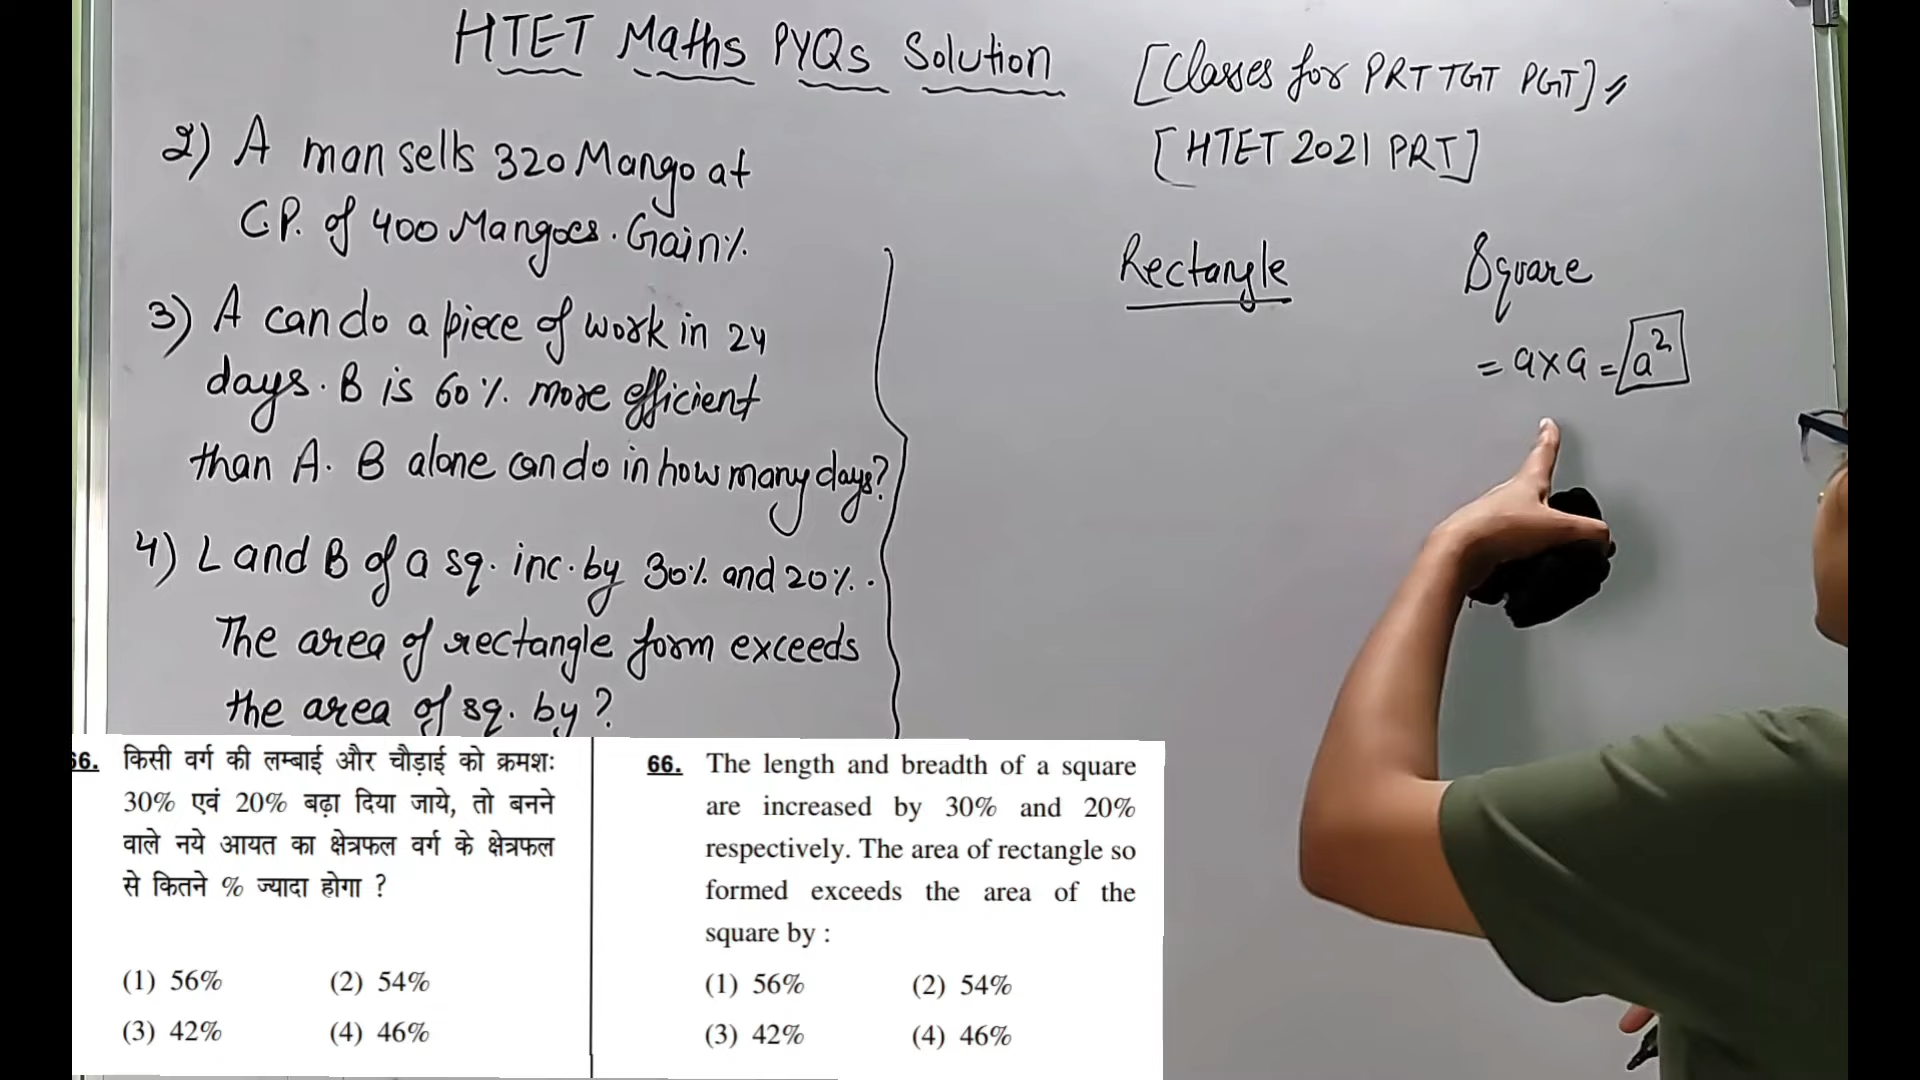 HTET Maths PYQs Solution
[Classes for PRT TGT PGT]
[HTET 2021 PRT]
2) A man sells 320 Mango at
C.P. of 400 Mangoes. Gain%.
3) A can do a piece of work in 24
days. B is 60%. more efficient
than A. B alone can do in how many days?
4) L and B of a sq. inc. by 30% and 20%.
The area of rectangle form exceeds
the area of sq. by?
Rectangle
Square
= a x a = a²
66. किसी वर्ग की लम्बाई और चौड़ाई को क्रमशः
30% एवं 20% बढ़ा दिया जाये, तो बनने
वाले नये आयत का क्षेत्रफल वर्ग के क्षेत्रफल
से कितने % ज्यादा होगा ?
(1) 56% (2) 54%
(3) 42% (4) 46%
66. The length and breadth of a square
are increased by 30% and 20%
respectively. The area of rectangle so
formed exceeds the area of the
square by :
(1) 56% (2) 54%
(3) 42% (4) 46%